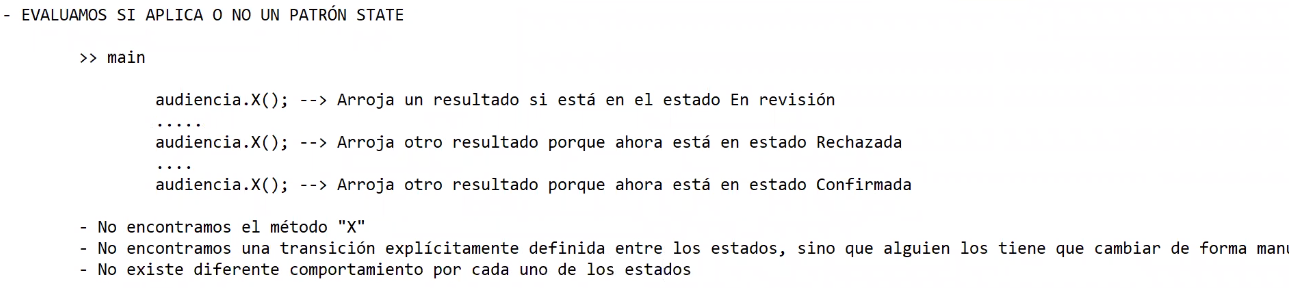 - EVALUAMOS SI APLICA O NO UN PATRÓN STATE
>> main
audiencia.X(); --> Arroja un resultado si está en el estado En revisión
.....
audiencia.X(); --> Arroja otro resultado porque ahora está en estado Rechazada
....
audiencia.X(); --> Arroja otro resultado porque ahora está en estado Confirmada
- No encontramos el método "X"
- No encontramos una transición explícitamente definida entre los estados, sino que alguien los tiene que cambiar de forma
- No existe diferente comportamiento por cada uno de los estados